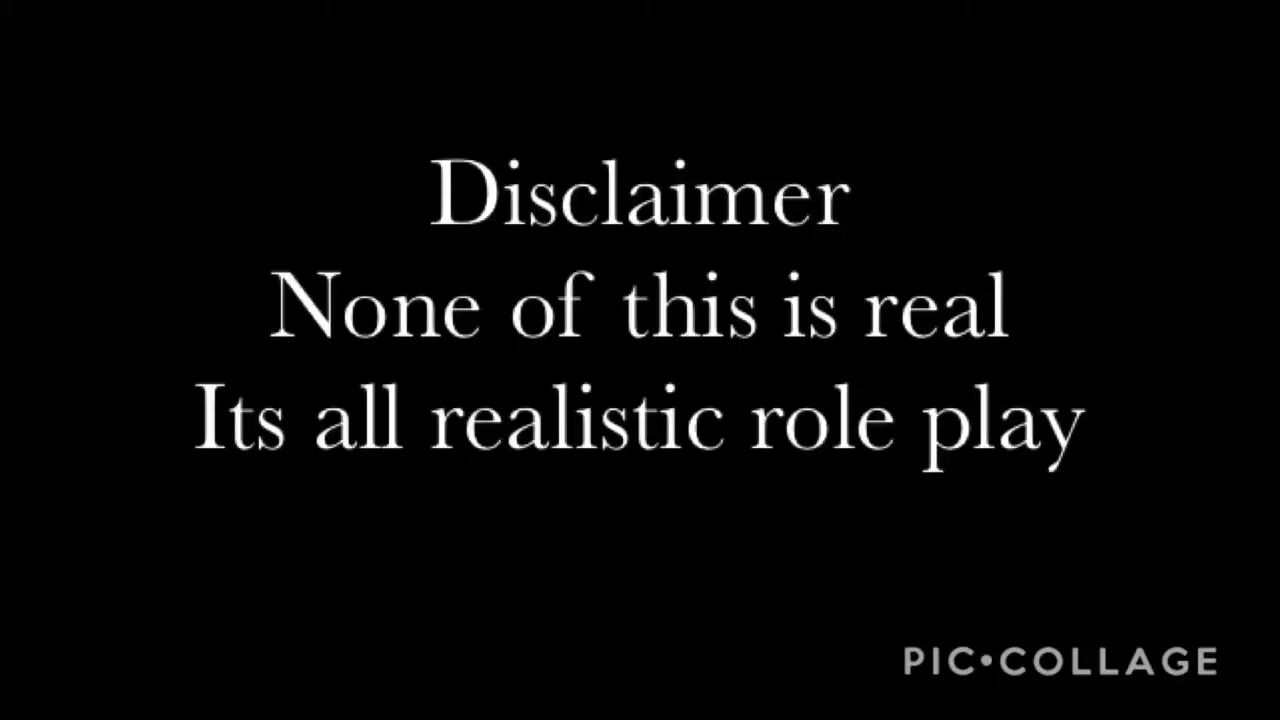 Disclaimer
None of this is real
Its all realistic role play
PIC•COLLAGE